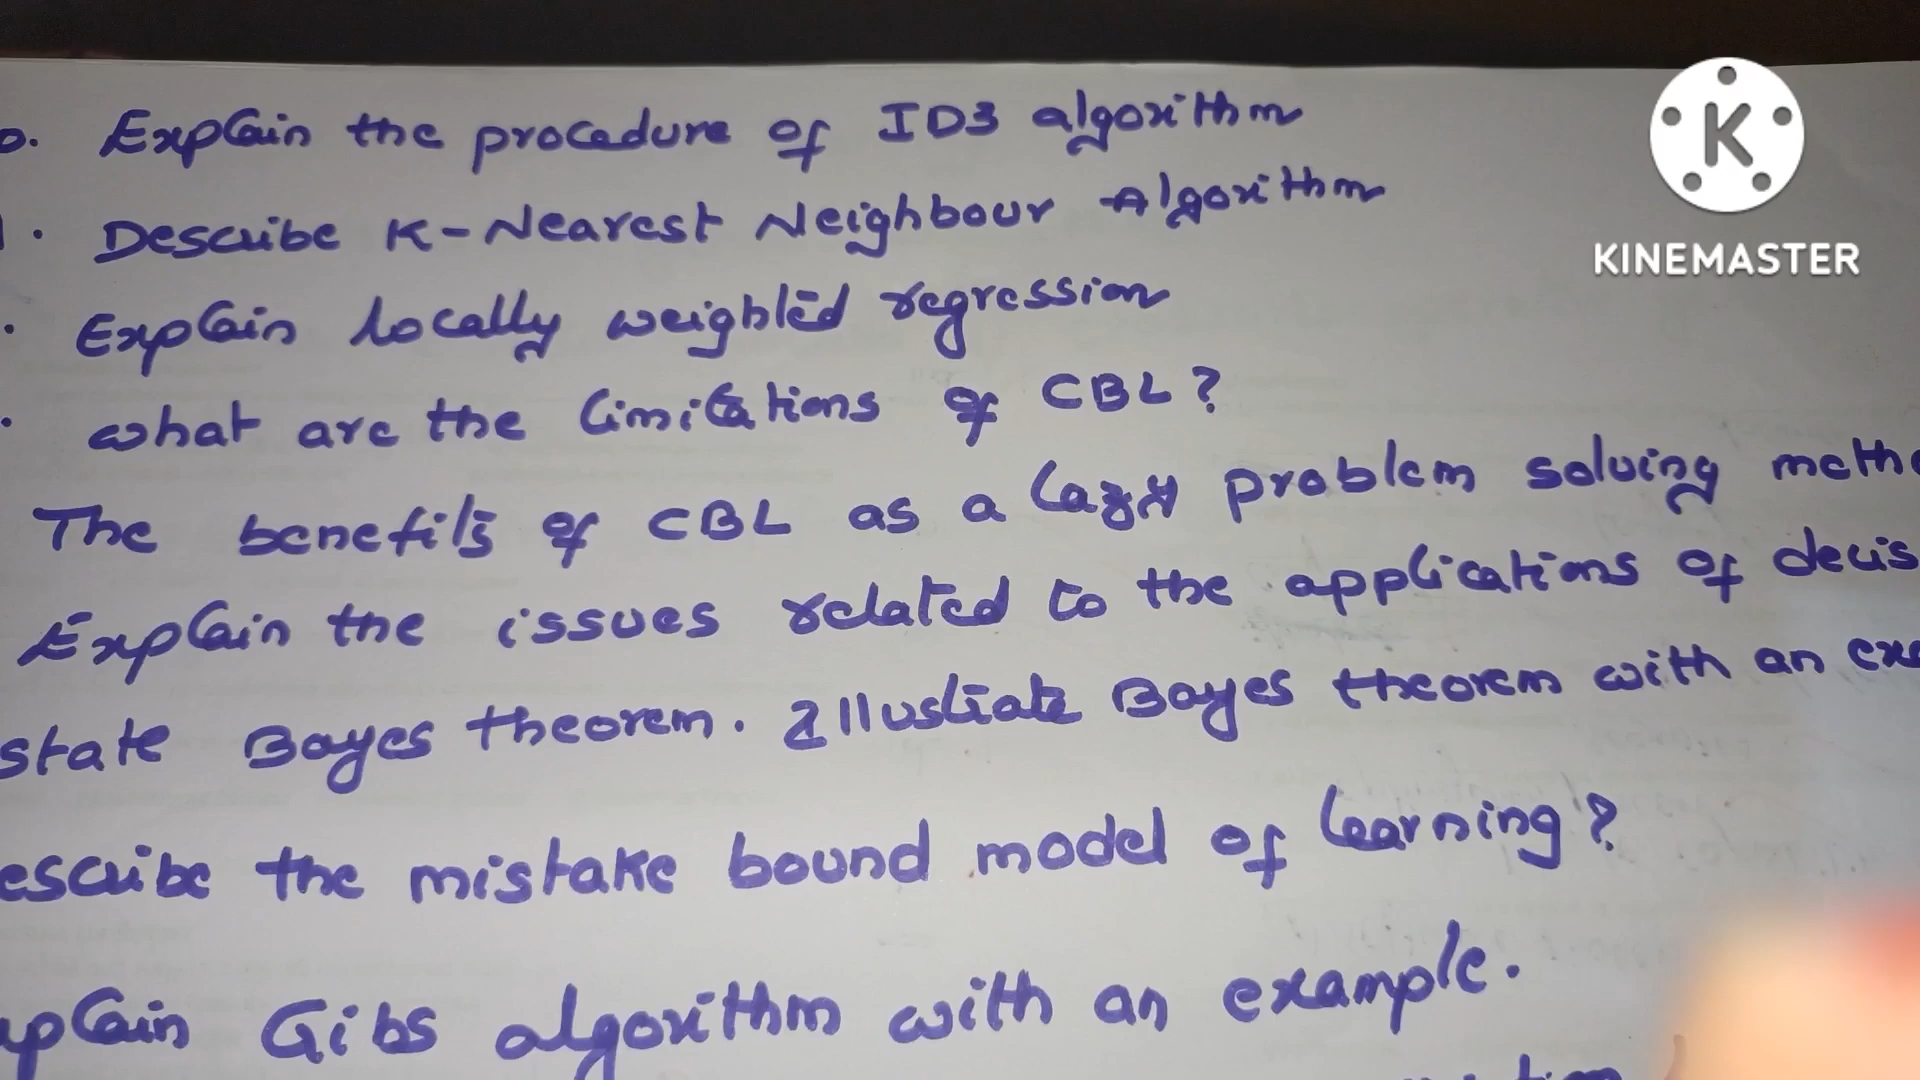 Explain the procedure of ID3 algorithm
Describe K-Nearest Neighbour Algorithm
Explain locally weighted regression
what are the limitations of CBL?
The benefits of CBL as a lazy problem solving
Explain the issues related to the applications of
state Bayes theorem. Illustrate Bayes theorem with an
the mistake bound model of learning?
Gibs algorithm with an example.
K
KINEMASTER